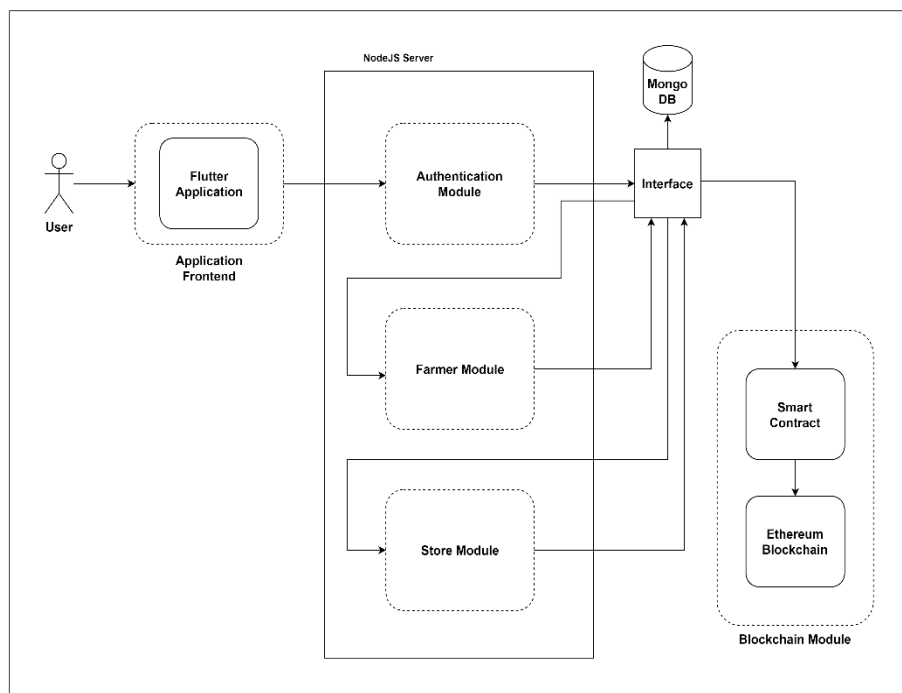 NodeJS Server
Mongo
DB
Flutter
Application
Authentication
Module
Interface
User
Application
Frontend
Farmer Module
Smart
Contract
Store Module
Ethereum
Blockchain
Blockchain Module